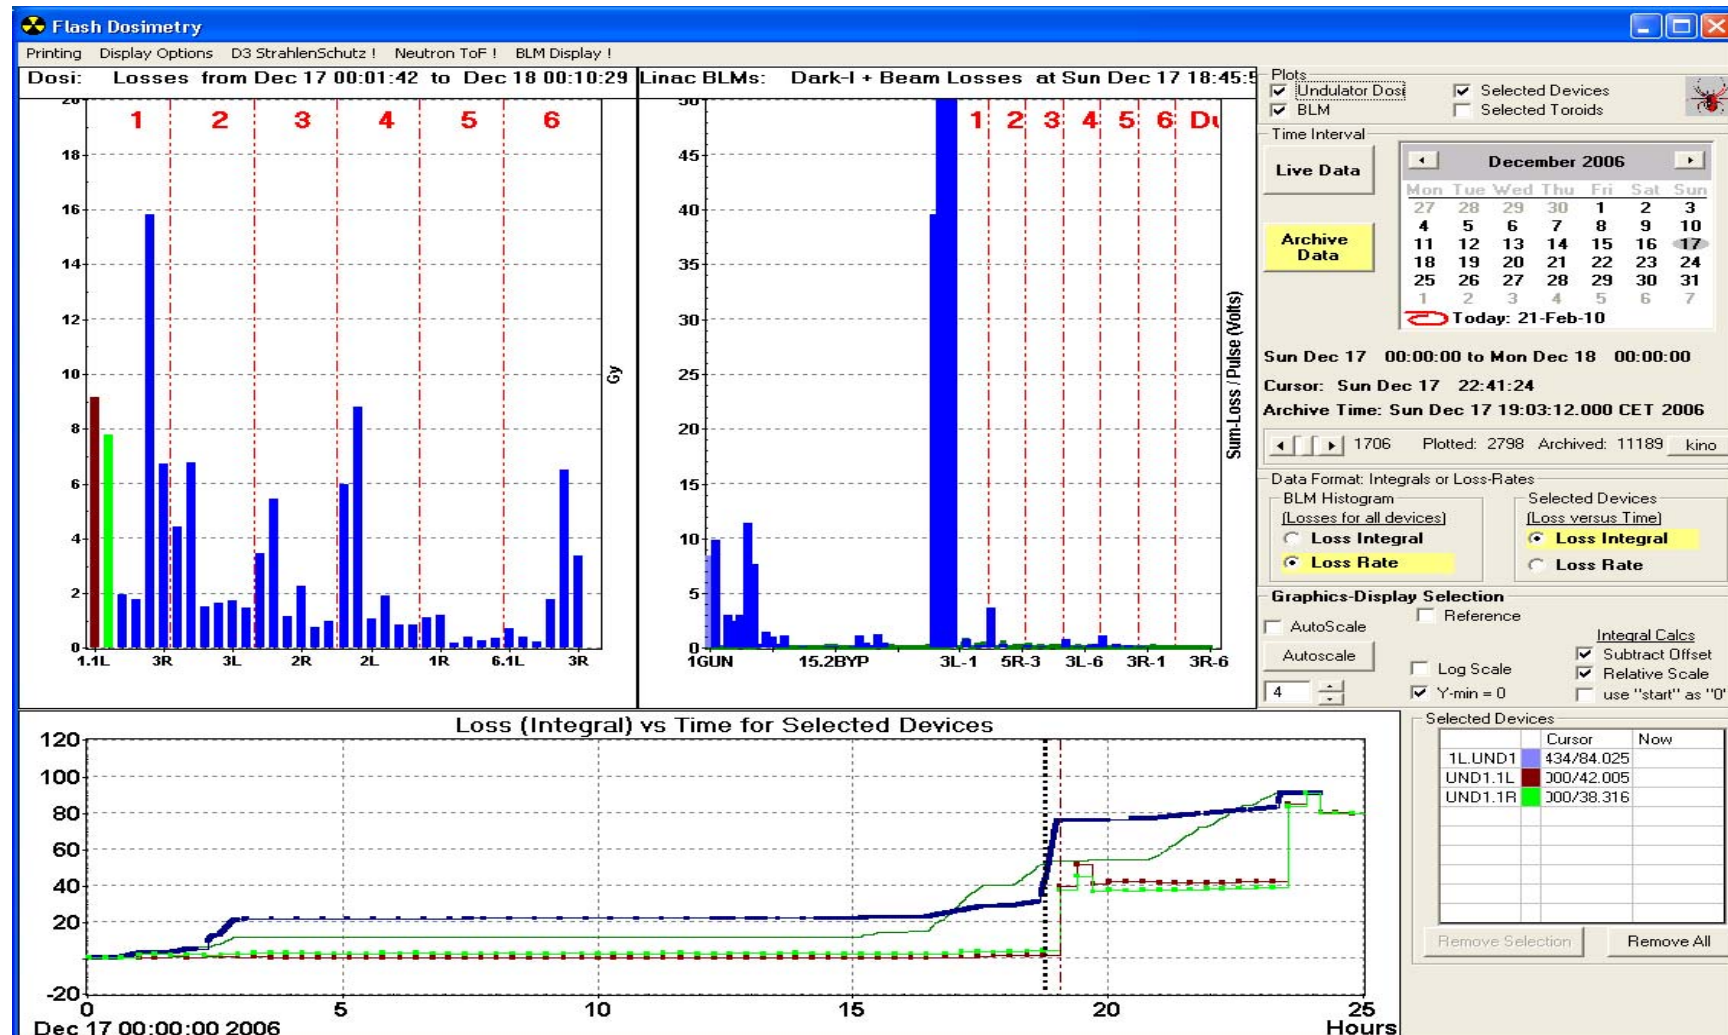 Flash Dosimetry
Printing Display Options D3 StrahlenSchutz ! Neutron ToF ! BLM Display !
Dosi: Losses from Dec 17 00:01:42 to Dec 18 00:10:29
20
18
16
14
12
10
8
6
4
2
0
1 2 3 4 5 6
Gy
1.1L 3R 3L 2R 2L 1R 6.1L 3R
Linac BLMs: Dark-I + Beam Losses at Sun Dec 17 18:45:5
50
45
40
35
30
25
20
15
10
5
0
1 2 3 4 5 6 Du
Sum-Loss / Pulse (Volts)
1GUN 15.2BYP 3L-1 5R-3 3L-6 3R-1 3R-6
Plots
Undulator Dosi Selected Devices
BLM Selected Toroids
Time Interval
Live Data
Archive
Data
December 2006
Mon Tue Wed Thu Fri Sat Sun
27 28 29 30 1 2 3
4 5 6 7 8 9 10
11 12 13 14 15 16 17
18 19 20 21 22 23 24
25 26 27 28 29 30 31
1 2 3 4 5 6 7
Today: 21-Feb-10
Sun Dec 17 00:00:00 to Mon Dec 18 00:00:00
Cursor: Sun Dec 17 22:41:24
Archive Time: Sun Dec 17 19:03:12.000 CET 2006
1706 Plotted: 2798 Archived: 11189 kino
Data Format: Integrals or Loss-Rates
BLM Histogram
(Losses for all devices)
Loss Integral
Loss Rate
Selected Devices
(Loss versus Time)
Loss Integral
Loss Rate
Graphics-Display Selection
AutoScale
Reference
Autoscale
4
Log Scale
Y-min = 0
Integral Calcs
Subtract Offset
Relative Scale
use "start" as "0"
Loss (Integral) vs Time for Selected Devices
120
100
80
60
40
20
0
-20
0 5 10 15 20 25
Dec 17 00:00:00 2006 Hours
Selected Devices
Cursor Now
1L.UND1 434/84.025
UND1.1L 000/42.005
UND1.1R 000/38.316
Remove Selection Remove All